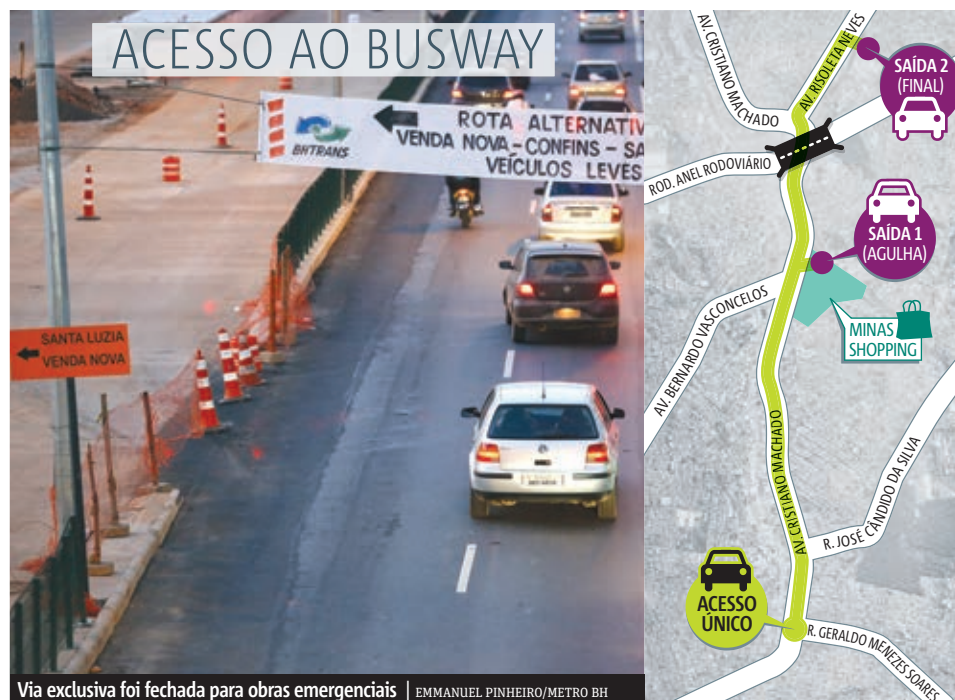 ACESSO AO BUSWAY
BHTRANS
ROTA ALTERNATIV
VENDA NOVA-CONFINS-SA
VEÍCULOS LEVES
SANTA LUZIA
VENDA NOVA
Via exclusiva foi fechada para obras emergenciais | EMMANUEL PINHEIRO/METRO BH
AV. CRISTIANO MACHADO
AV. RISOLETA NEVES
SAÍDA 2
(FINAL)
ROD. ANEL RODOVIÁRIO
SAÍDA 1
(AGULHA)
AV. BERNARDO VASCONCELOS
MINAS
SHOPPING
AV. CRISTIANO MACHADO
R. JOSÉ CÂNDIDO DA SILVA
ACESSO
ÚNICO
R. GERALDO MENEZES SOARES